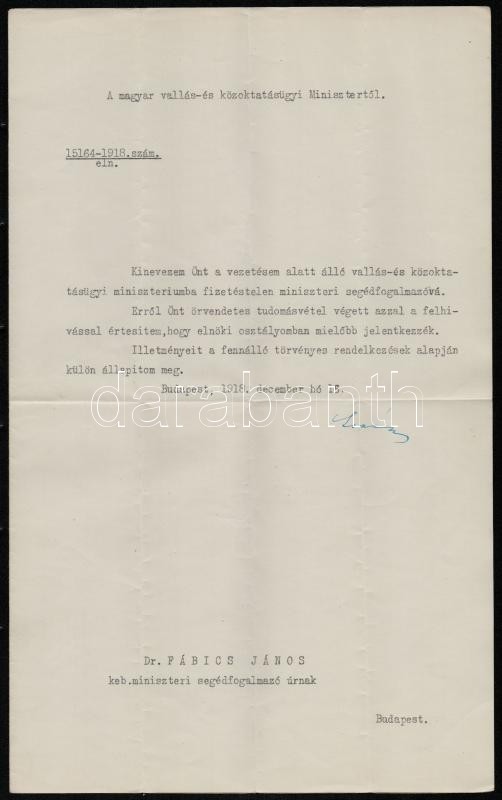 A magyar vallás-és közoktatásügyi Minisztertől.
15164-1918.szám.
eln.
Kinevezem Önt a vezetésem alatt álló vallás-és közokta-
tásügyi miniszteriumba fizetéstelen miniszteri segédfogalmazóvá.
Erről Önt örvendetes tudomásvétel végett azzal a felhi-
vással értesitem,hogy elnöki osztályomban mielőbb jelentkezzék.
Illetményeit a fennálló törvényes rendelkezések alapján
külön állapitom meg.
Budapest, 1918. december hó
darabanth
Dr. FÁBICS JÁNOS
keb.miniszteri segédfogalmazó úrnak
Budapest.